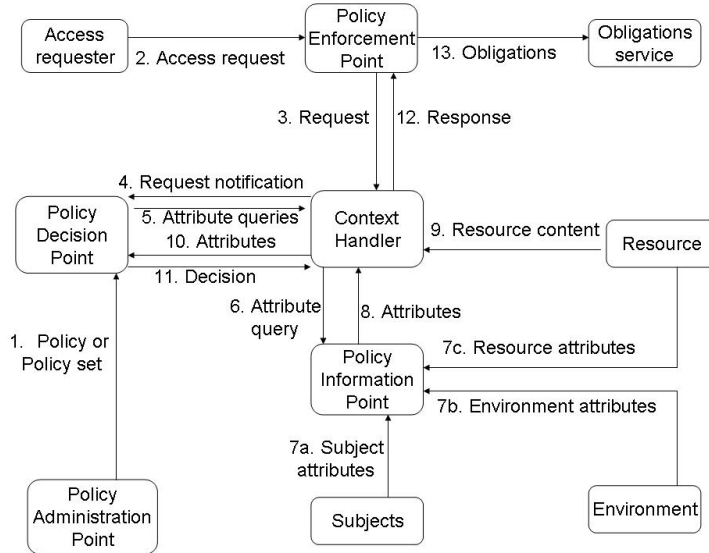 Access
requester
2. Access request
Policy
Enforcement
Point
13. Obligations
Obligations
service
3. Request
12. Response
4. Request notification
5. Attribute queries
10. Attributes
11. Decision
Policy
Decision
Point
Context
Handler
9. Resource content
Resource
6. Attribute
query
8. Attributes
1. Policy or
Policy set
Policy
Information
Point
7c. Resource attributes
7b. Environment attributes
7a. Subject
attributes
Policy
Administration
Point
Subjects
Environment